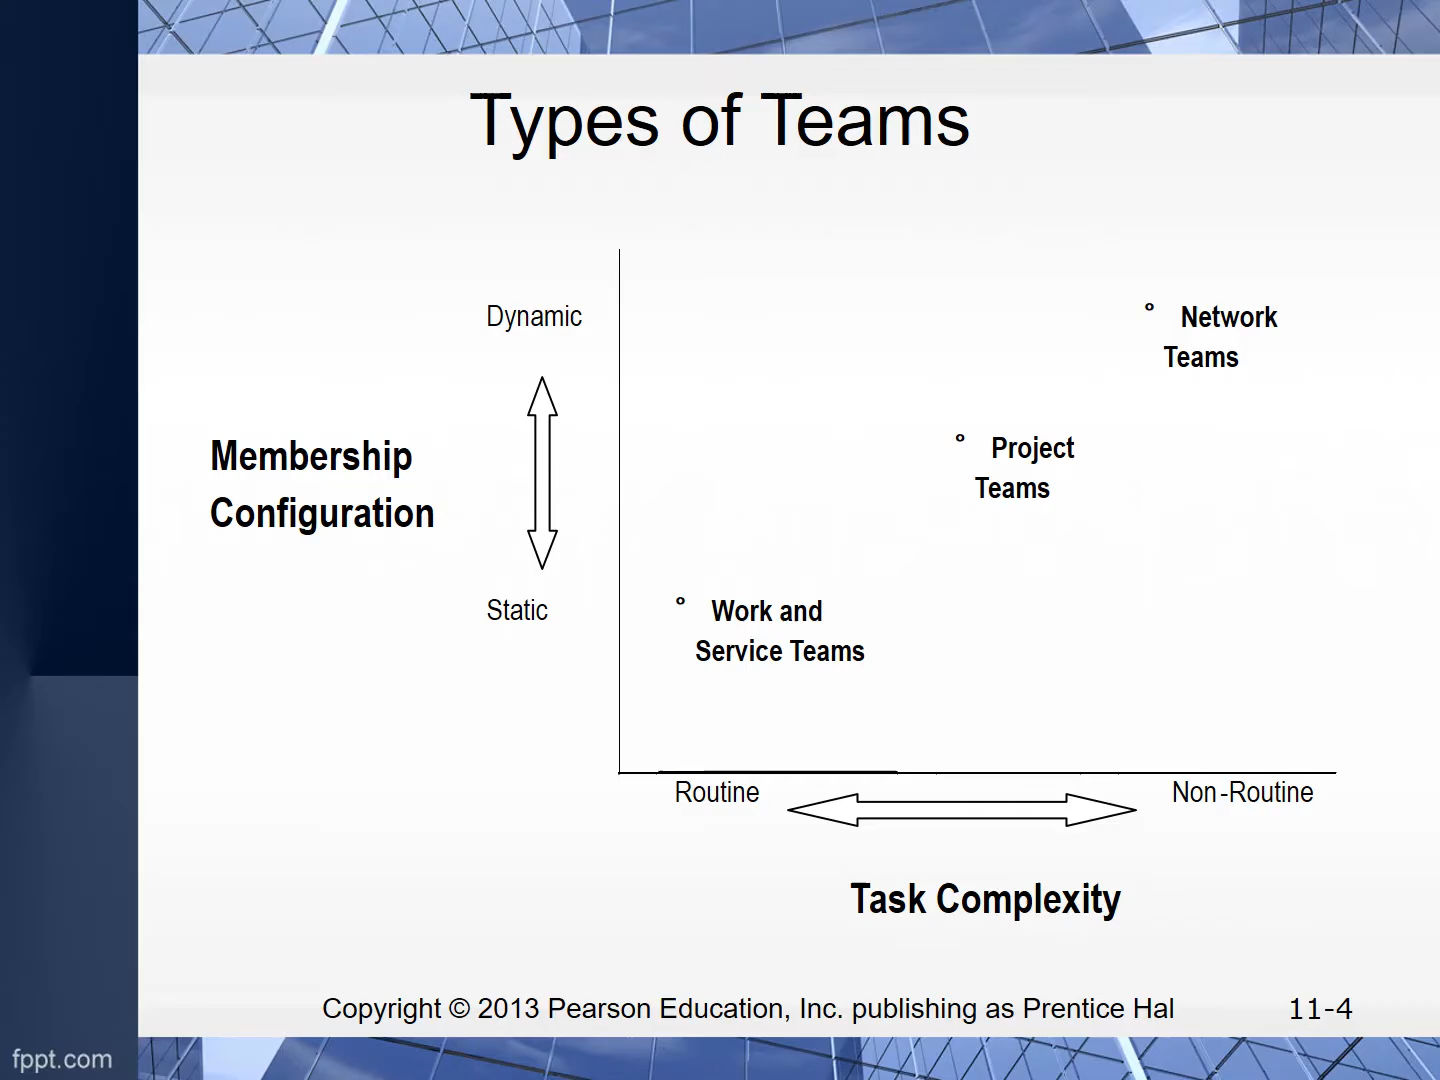 Types of Teams
Dynamic
° Network
Teams
Membership
Configuration
° Project
Teams
Static
° Work and
Service Teams
Routine
Non-Routine
Task Complexity
Copyright © 2013 Pearson Education, Inc. publishing as Prentice Hal
11-4
fppt.com